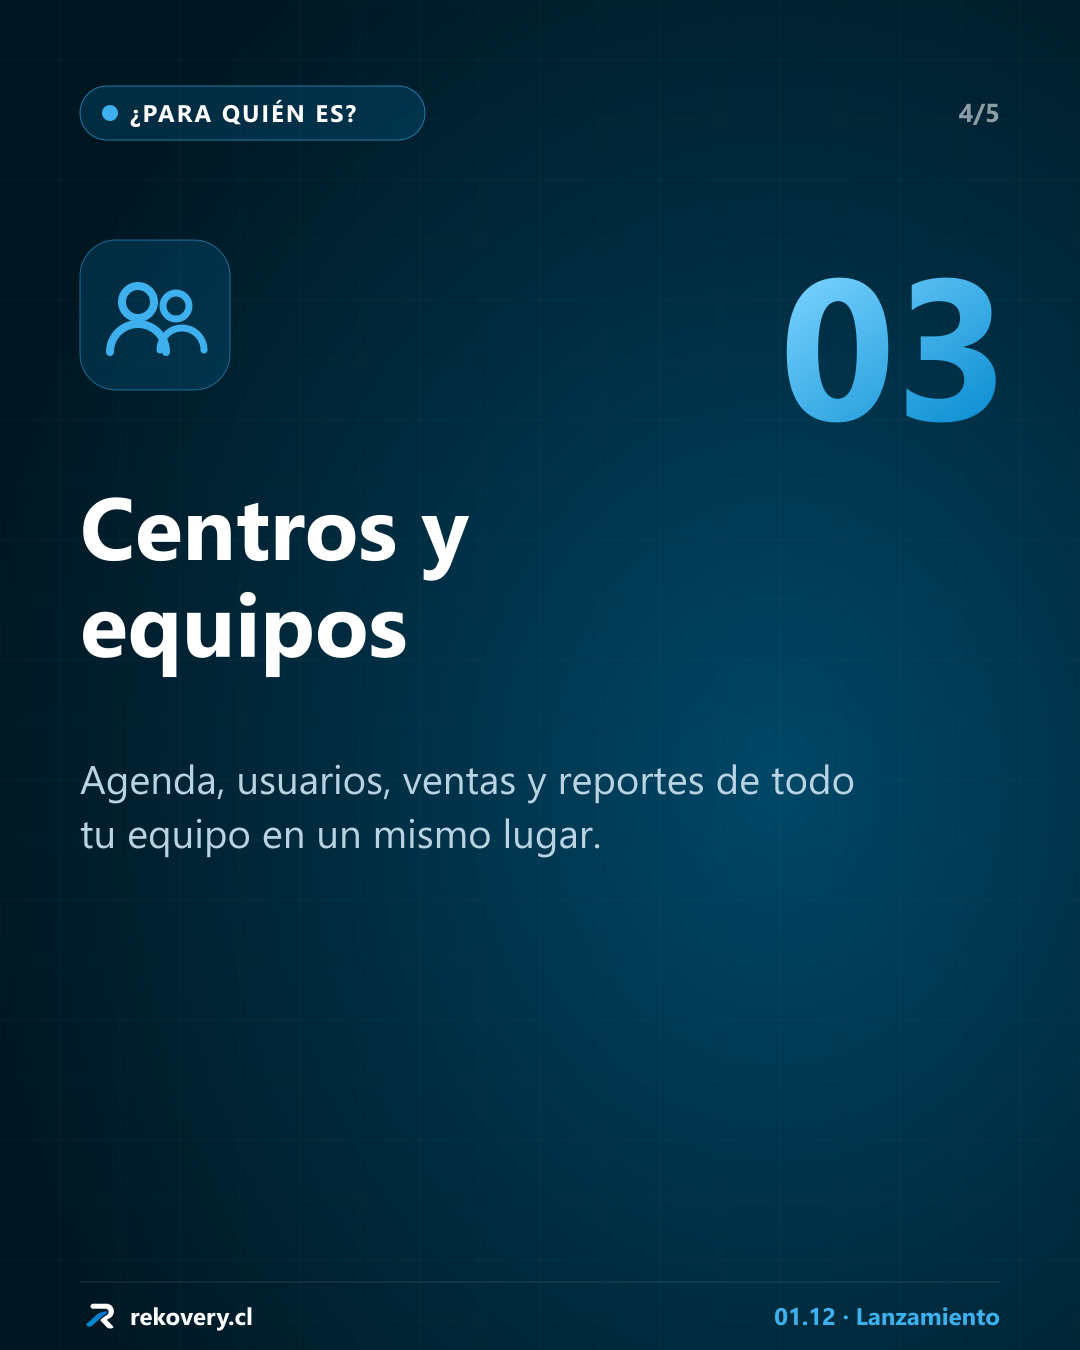 ¿PARA QUIÉN ES?
4/5
03
Centros y
equipos
Agenda, usuarios, ventas y reportes de todo
tu equipo en un mismo lugar.
rekovery.cl
01.12 · Lanzamiento